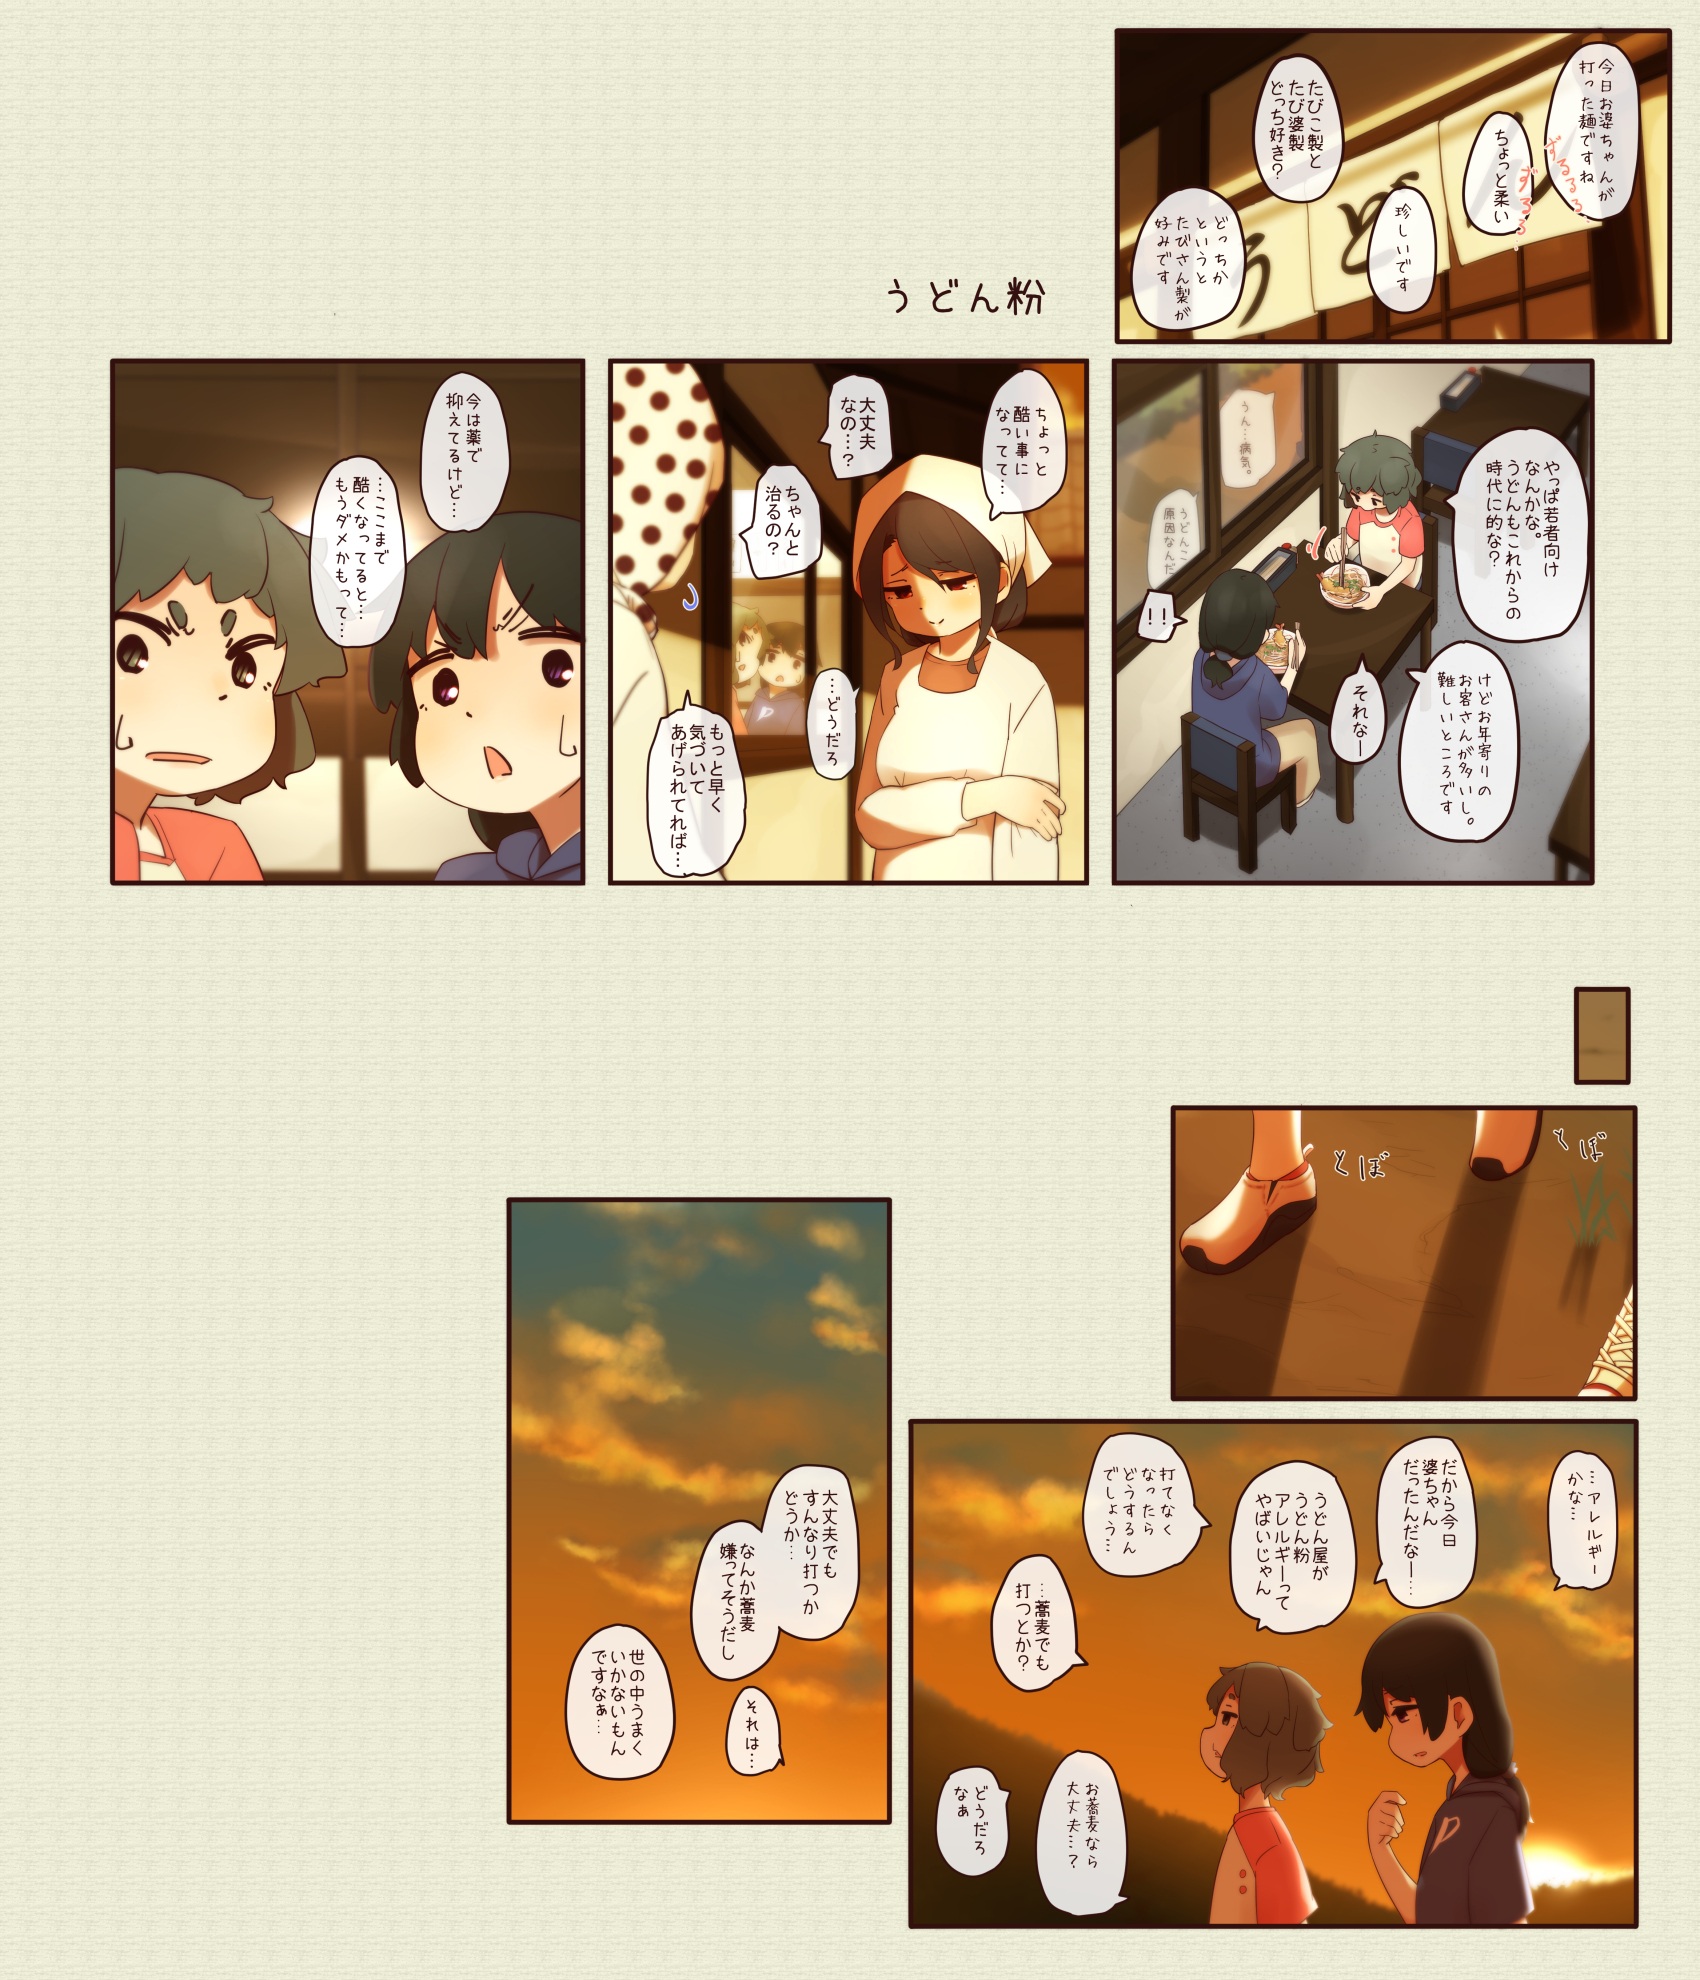 今日お婆ちゃんが
打った麺ですね
ずるるる…
ちょっと柔い
ずるる…
うどん
たびこ製と
たび婆製
どっち好き?
珍しいです
どっちか
というと
たびさん製が
好みです
うどん粉
やっぱ若者向け
なんかな。
うどんもこれからの
時代に的な?
けどお年寄りの
お客さんが多いし。
難しいところです
それなー
うん…病気。
うどんこ
原因なんだ
!!
ちょっと
酷い事に
なってて…
大丈夫
なの…?
ちゃんと
治るの?
…どうだろ
もっと早く
気づいて
あげられてれば…
今は薬で
抑えてるけど…
…ここまで
酷くなってると…
もうダメかもって…
とぼ
とぼ
…アレルギー
かな…
だから今日
婆ちゃん
だったんだなー…
うどん屋が
うどん粉
アレルギーって
やばいじゃん
打てなく
なったら
どうするん
でしょう…
…蕎麦でも
打つとか?
お蕎麦なら
大丈夫…?
どうだろ
なぁ
大丈夫でも
すんなり打つか
どうか…
なんか蕎麦
嫌ってそうだし
それは…
世の中うまく
いかないもん
ですなぁ…